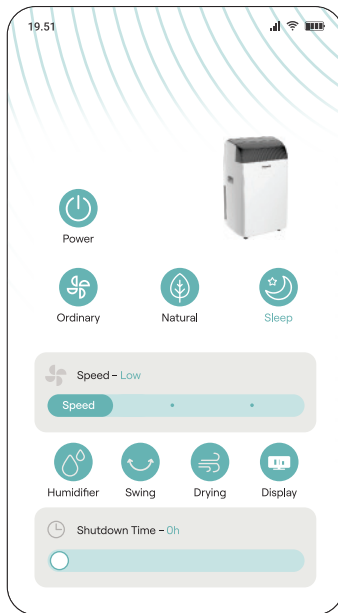 19.51
Power
Ordinary Natural Sleep
Speed – Low
Speed
Humidifier Swing Drying Display
Shutdown Time – 0h